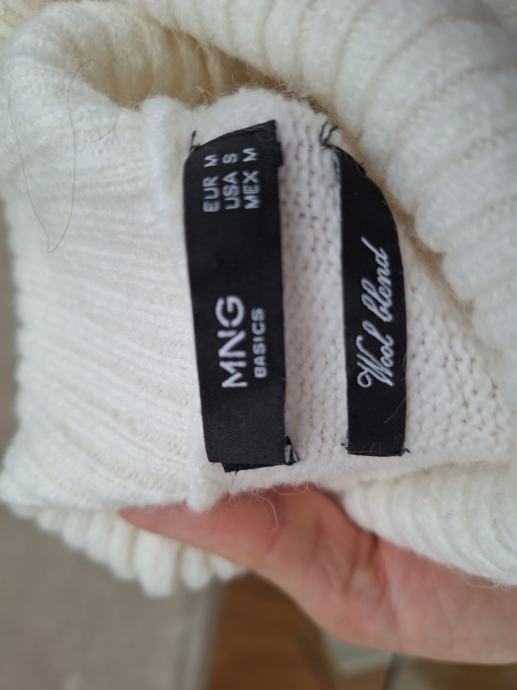 MNG
BASICS
EUR M
USA S
MEX M
Wool blend